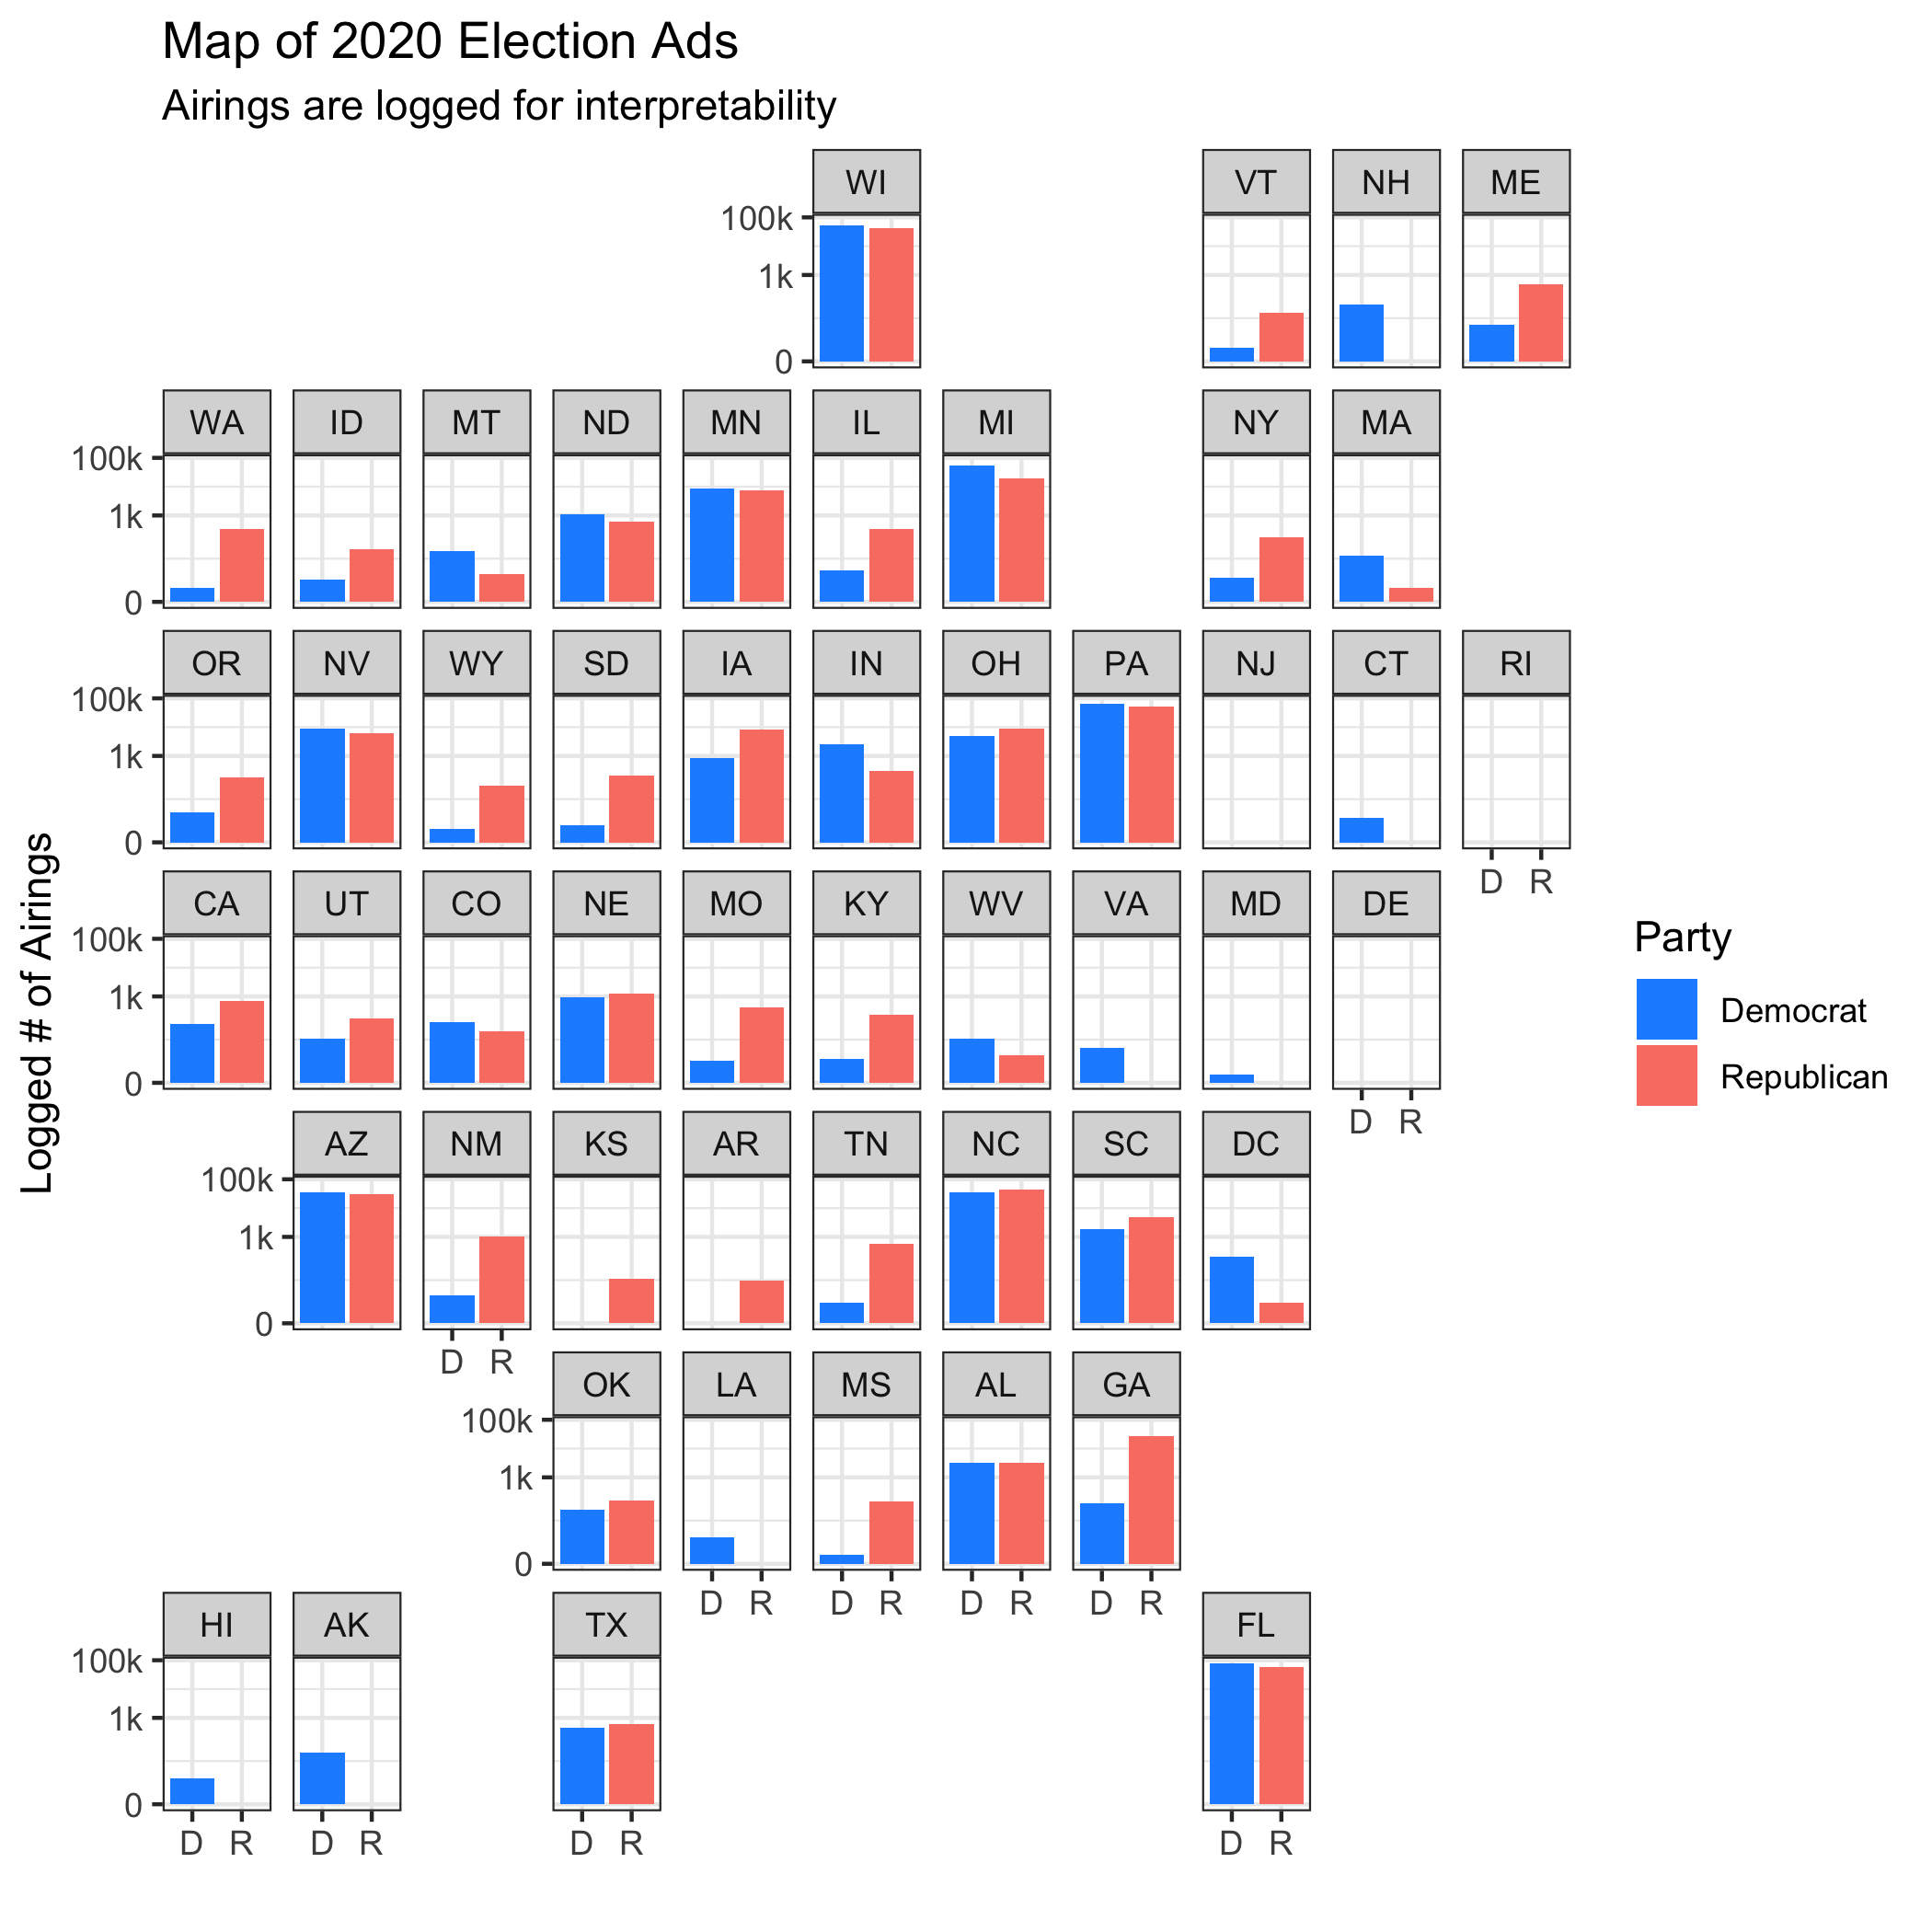 Map of 2020 Election Ads
Airings are logged for interpretability
WI VT NH ME
100k
1k
0
WA ID MT ND MN IL MI NY MA
100k
1k
0
OR NV WY SD IA IN OH PA NJ CT RI
100k
1k
0
D R
CA UT CO NE MO KY WV VA MD DE
100k
1k
0
D R
AZ NM KS AR TN NC SC DC
100k
1k
0
D R
OK LA MS AL GA
100k
1k
0
D R D R D R D R
HI AK TX FL
100k
1k
0
D R D R D R D R
Logged # of Airings
Party
Democrat
Republican